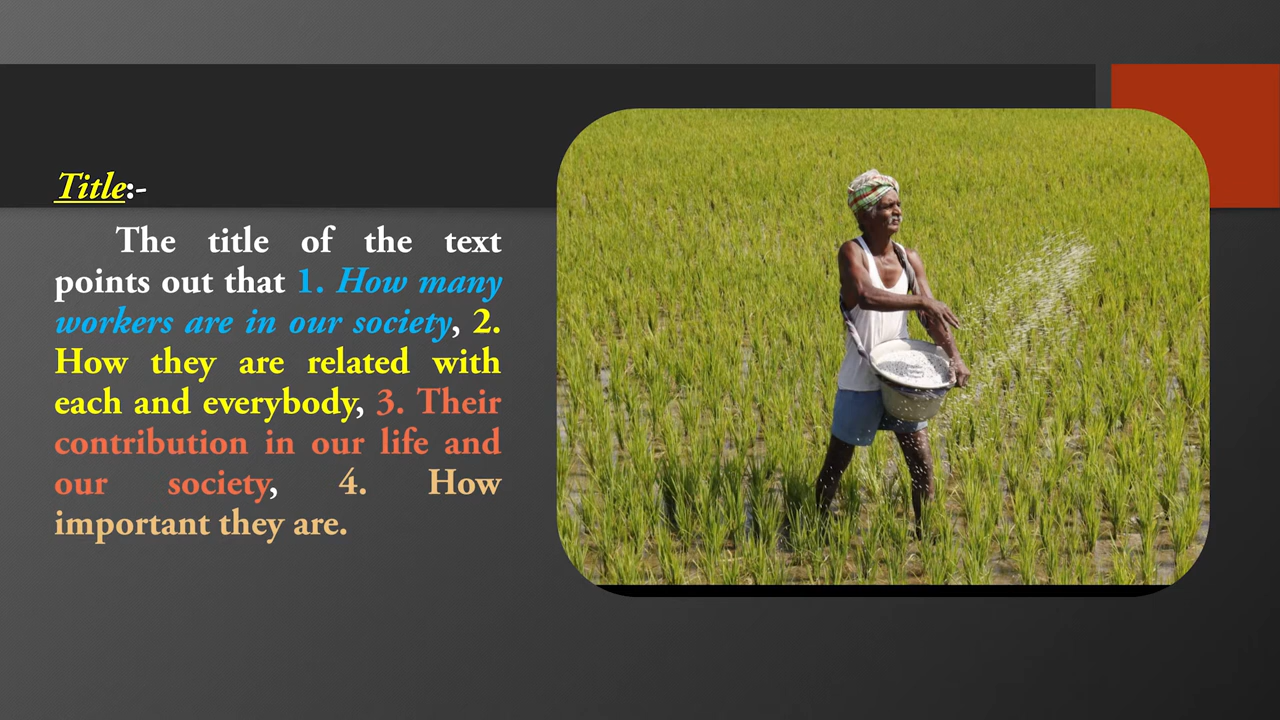 Title:-
The title of the text
points out that 1. How many
workers are in our society, 2.
How they are related with
each and everybody, 3. Their
contribution in our life and
our society, 4. How
important they are.